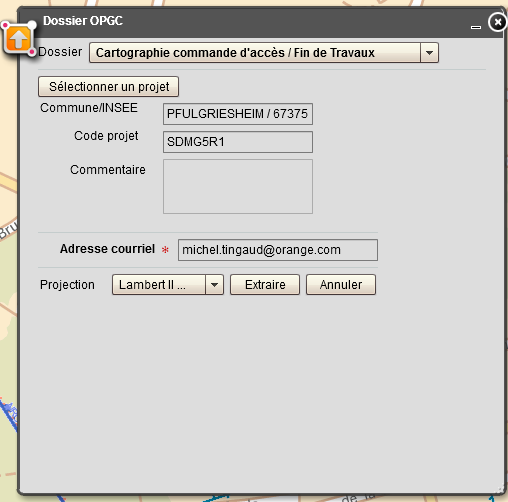 Dossier OPGC
Dossier Cartographie commande d'accès / Fin de Travaux
Sélectionner un projet
Commune/INSEE PFULGRIESHEIM / 67375
Code projet SDMG5R1
Commentaire
Adresse courriel * michel.tingaud@orange.com
Projection Lambert II ... Extraire Annuler